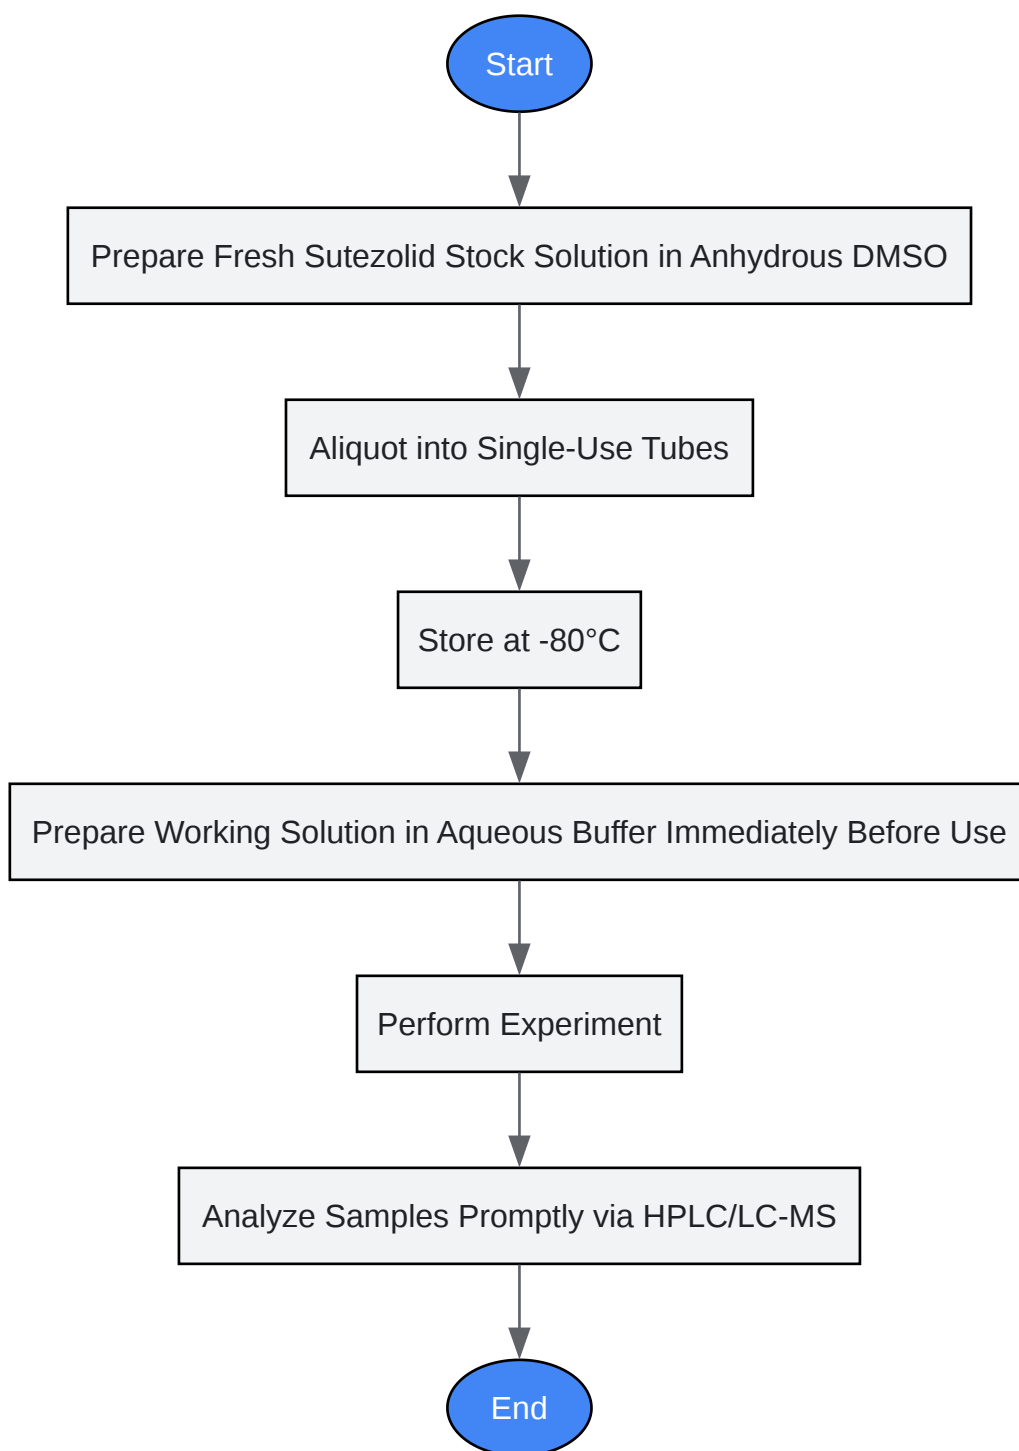 Start
Prepare Fresh Sutezolid Stock Solution in Anhydrous DMSO
Aliquot into Single-Use Tubes
Store at -80°C
Prepare Working Solution in Aqueous Buffer Immediately Before Use
Perform Experiment
Analyze Samples Promptly via HPLC/LC-MS
End